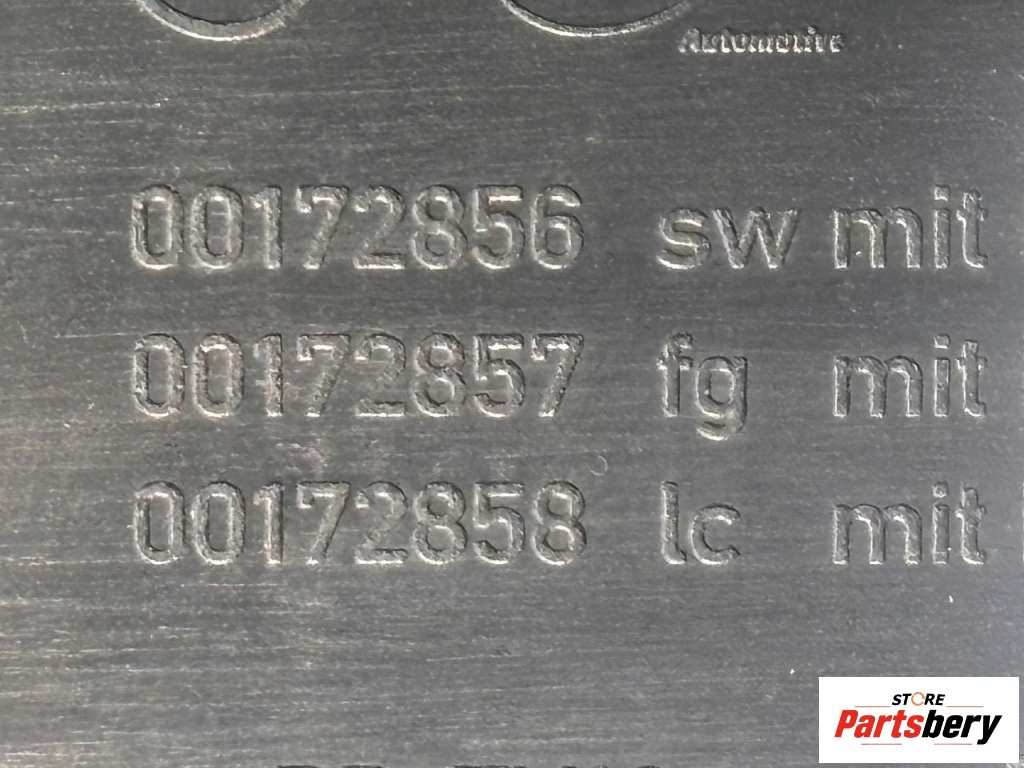 Automotive
00172856 sw mit
00172857 fg mit
00172858 lc mit
STORE
Partsbery